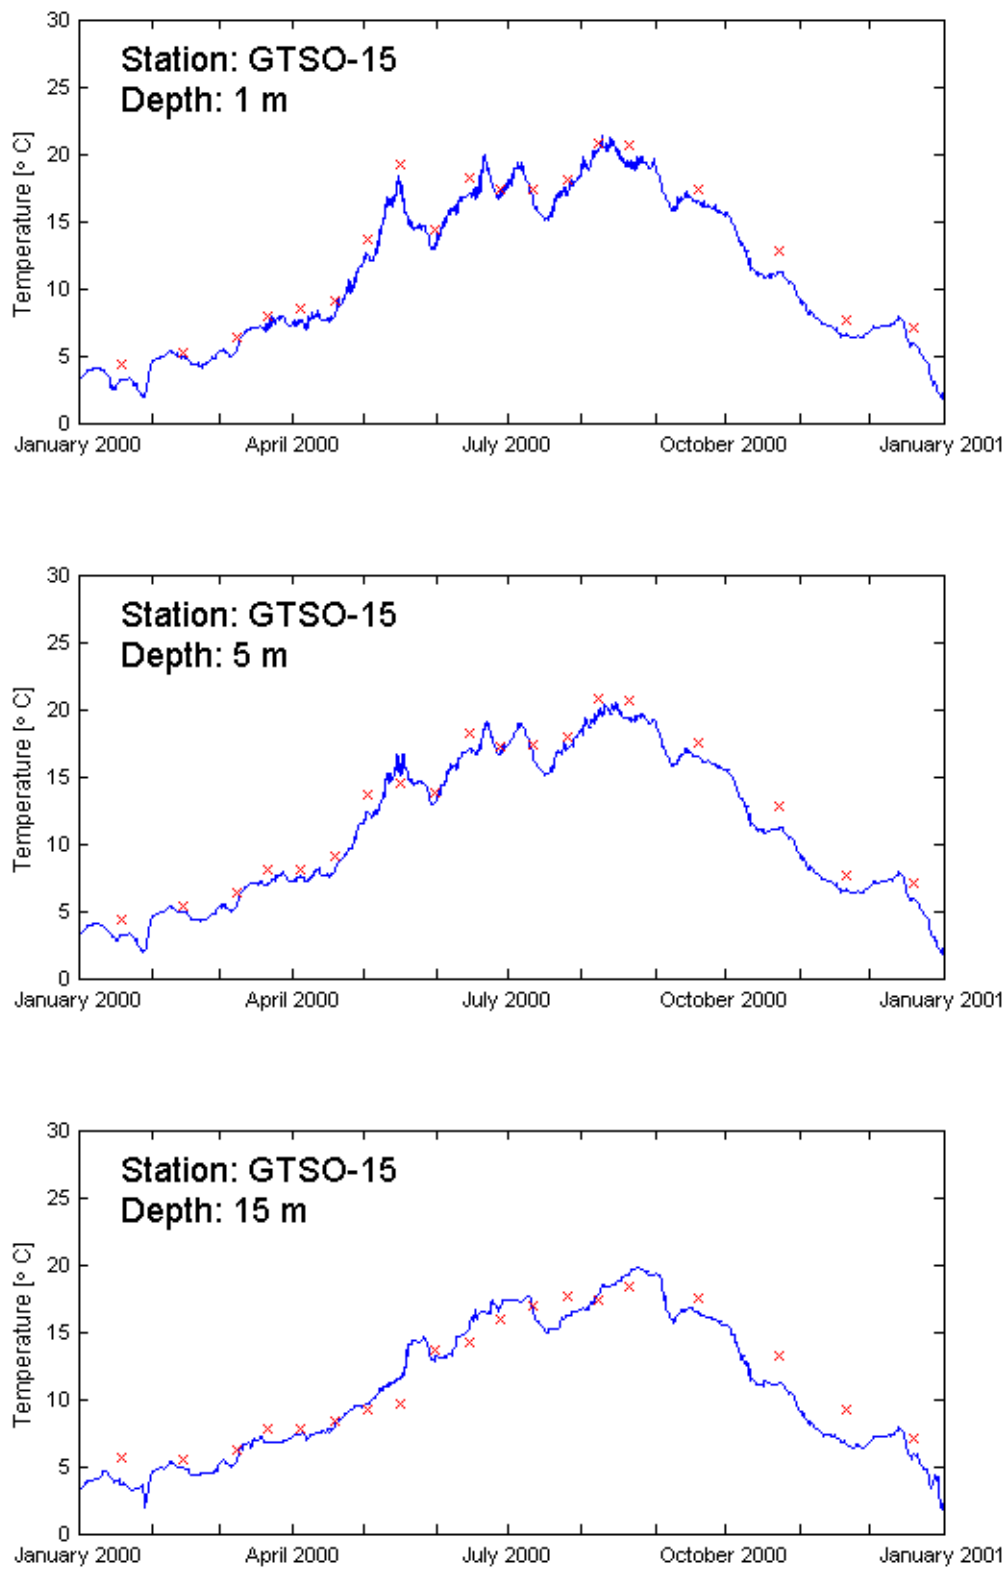 30
Station: GTSO-15
25
Depth: 1 m
20
15
10
5
0
Temperature [° C]
January 2000 April 2000 July 2000 October 2000 January 2001
30
Station: GTSO-15
25
Depth: 5 m
20
15
10
5
0
Temperature [° C]
January 2000 April 2000 July 2000 October 2000 January 2001
30
Station: GTSO-15
25
Depth: 15 m
20
15
10
5
0
Temperature [° C]
January 2000 April 2000 July 2000 October 2000 January 2001